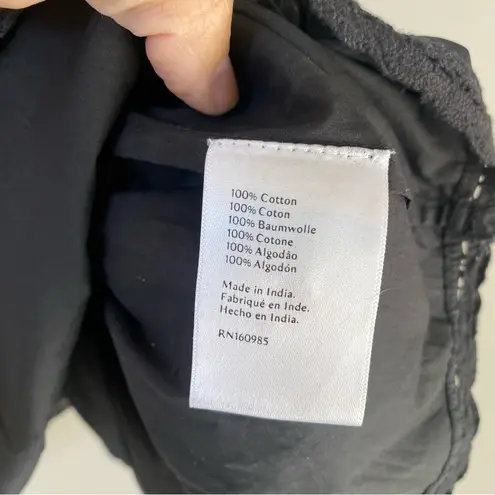 100% Cotton
100% Coton
100% Baumwolle
100% Cotone
100% Algodão
100% Algodón
Made in India.
Fabriqué en Inde.
Hecho en India.
RN160985